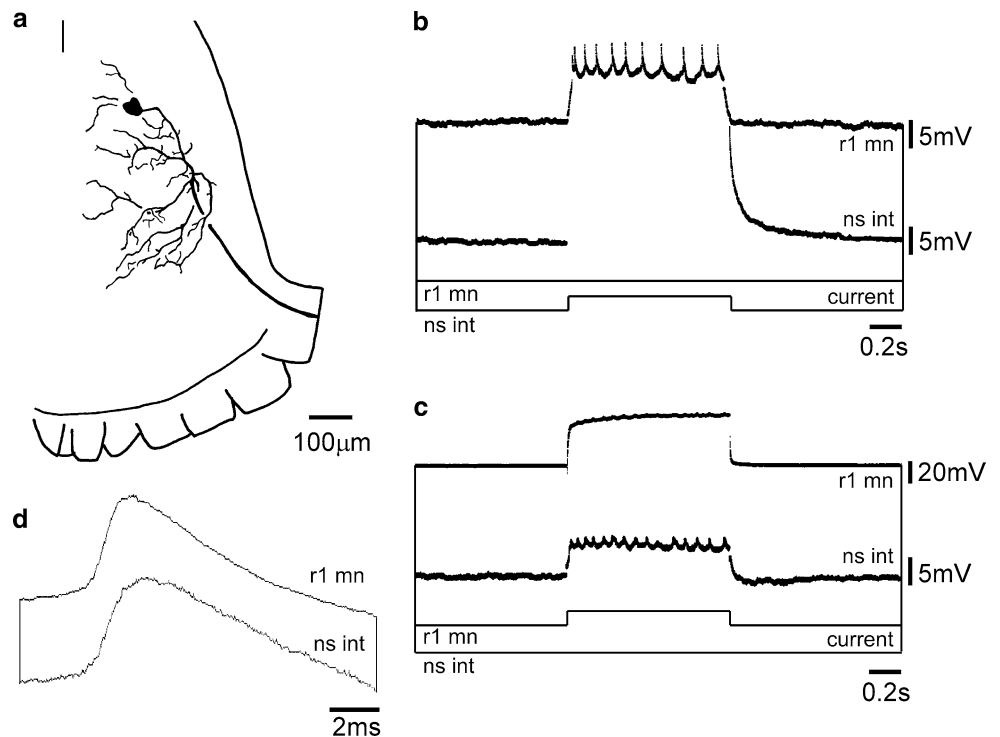 a
100μm
b
r1 mn
5mV
ns int
5mV
r1 mn
current
ns int
0.2s
c
r1 mn
20mV
ns int
5mV
r1 mn
current
ns int
0.2s
d
r1 mn
ns int
2ms